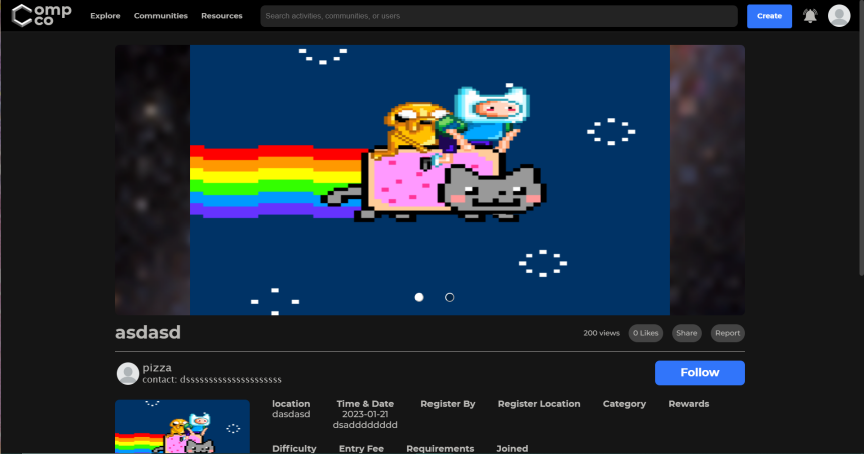 Comp
co
Explore Communities Resources Search activities, communities, or users Create
asdasd 200 views 0 Likes Share Report
pizza
contact: dsssssssssssssssssssss
Follow
location Time & Date Register By Register Location Category Rewards
dasdasd 2023-01-21
dsadddddddd
Difficulty Entry Fee Requirements Joined